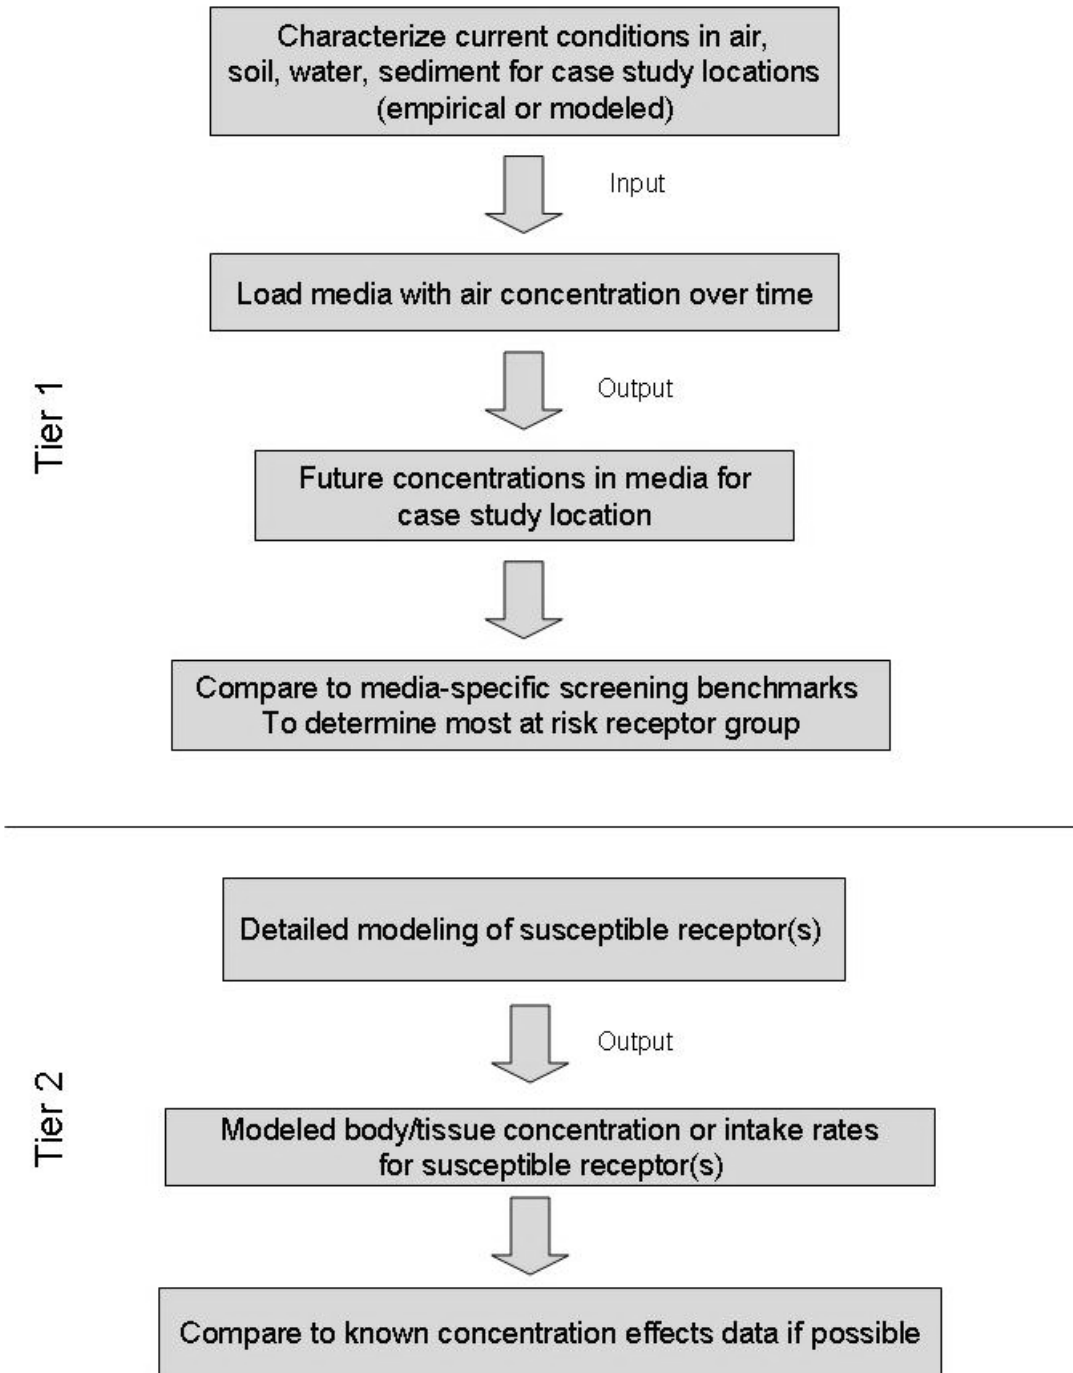 Characterize current conditions in air,
soil, water, sediment for case study locations
(empirical or modeled)
Input
Load media with air concentration over time
Output
Tier 1
Future concentrations in media for
case study location
Compare to media-specific screening benchmarks
To determine most at risk receptor group
Detailed modeling of susceptible receptor(s)
Output
Tier 2
Modeled body/tissue concentration or intake rates
for susceptible receptor(s)
Compare to known concentration effects data if possible